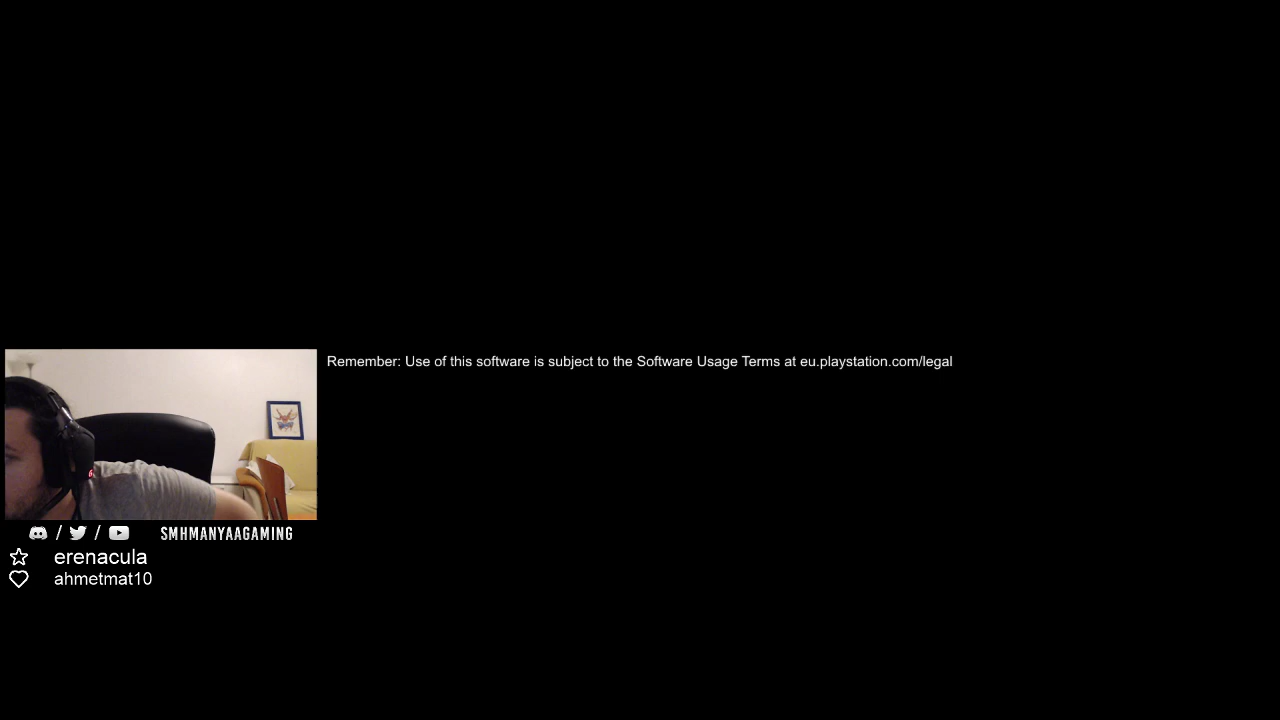 Remember: Use of this software is subject to the Software Usage Terms at eu.playstation.com/legal
/ / SMHMANYAAGAMING
erenacula
ahmetmat10